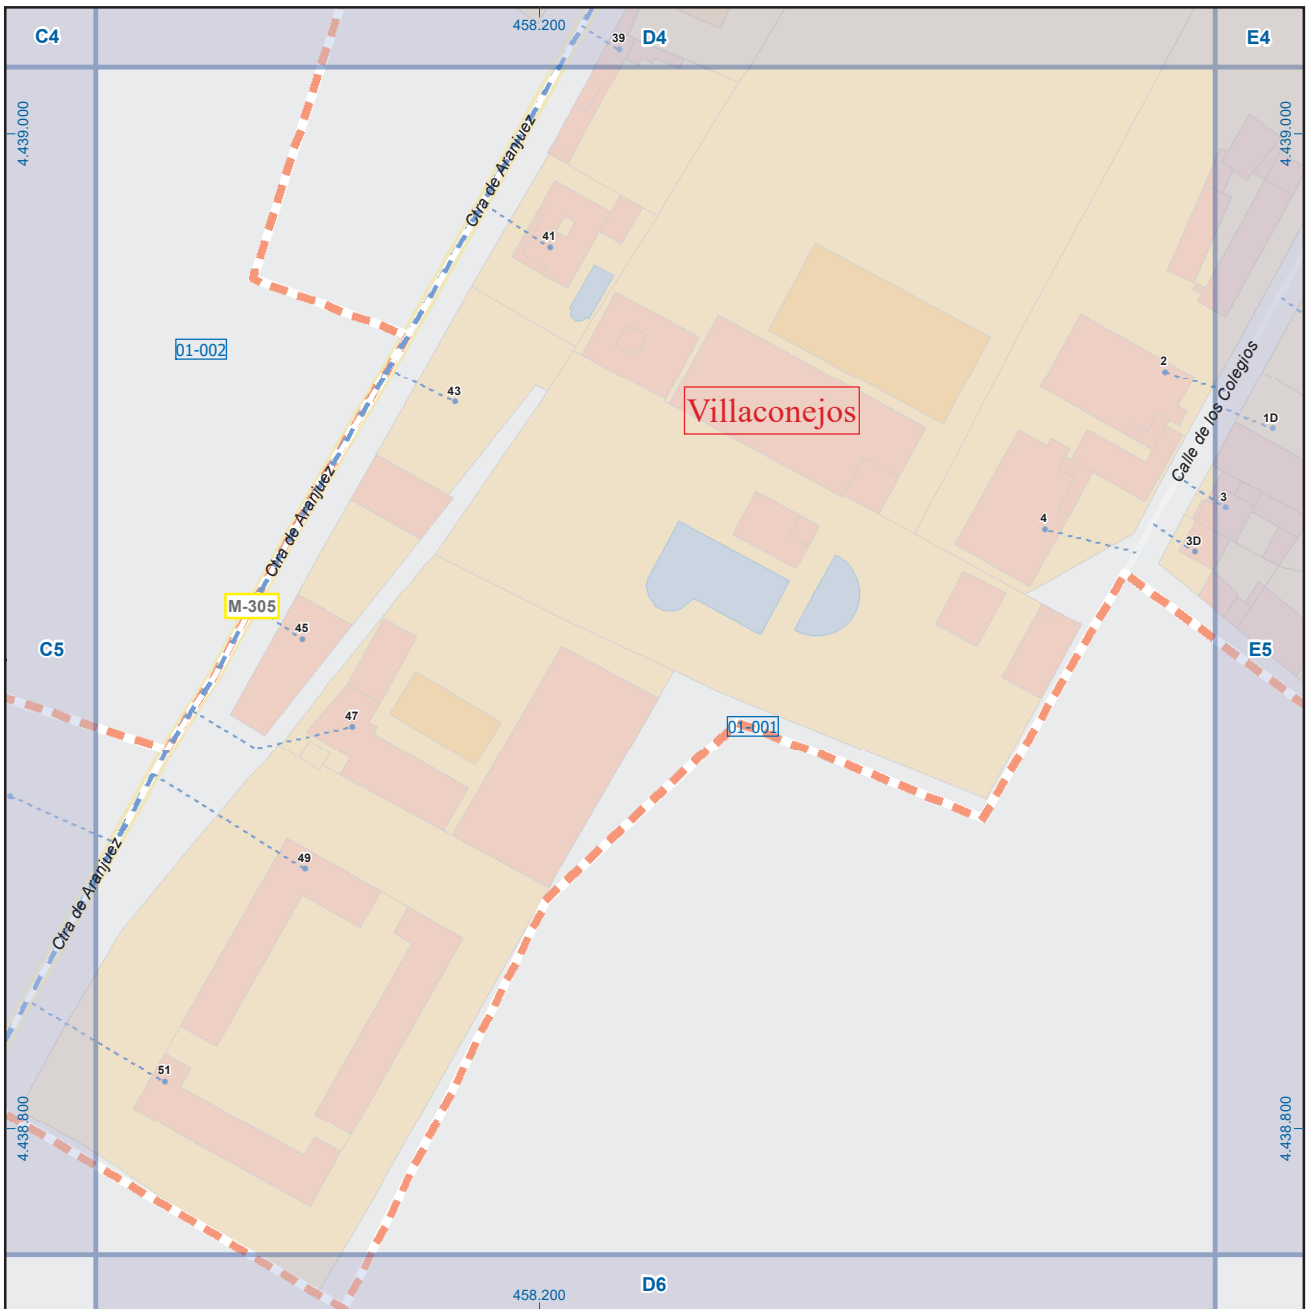 458.200
C4
D4
E4
39
4.439.000
4.439.000
Ctra de Aranjuez
41
01-002
43
2
Villaconejos
1D
Calle de los Colegios
3
4
3D
Ctra de Aranjuez
M-305
45
C5
E5
47
01-001
49
Ctra de Aranjuez
51
4.438.800
4.438.800
D6
458.200